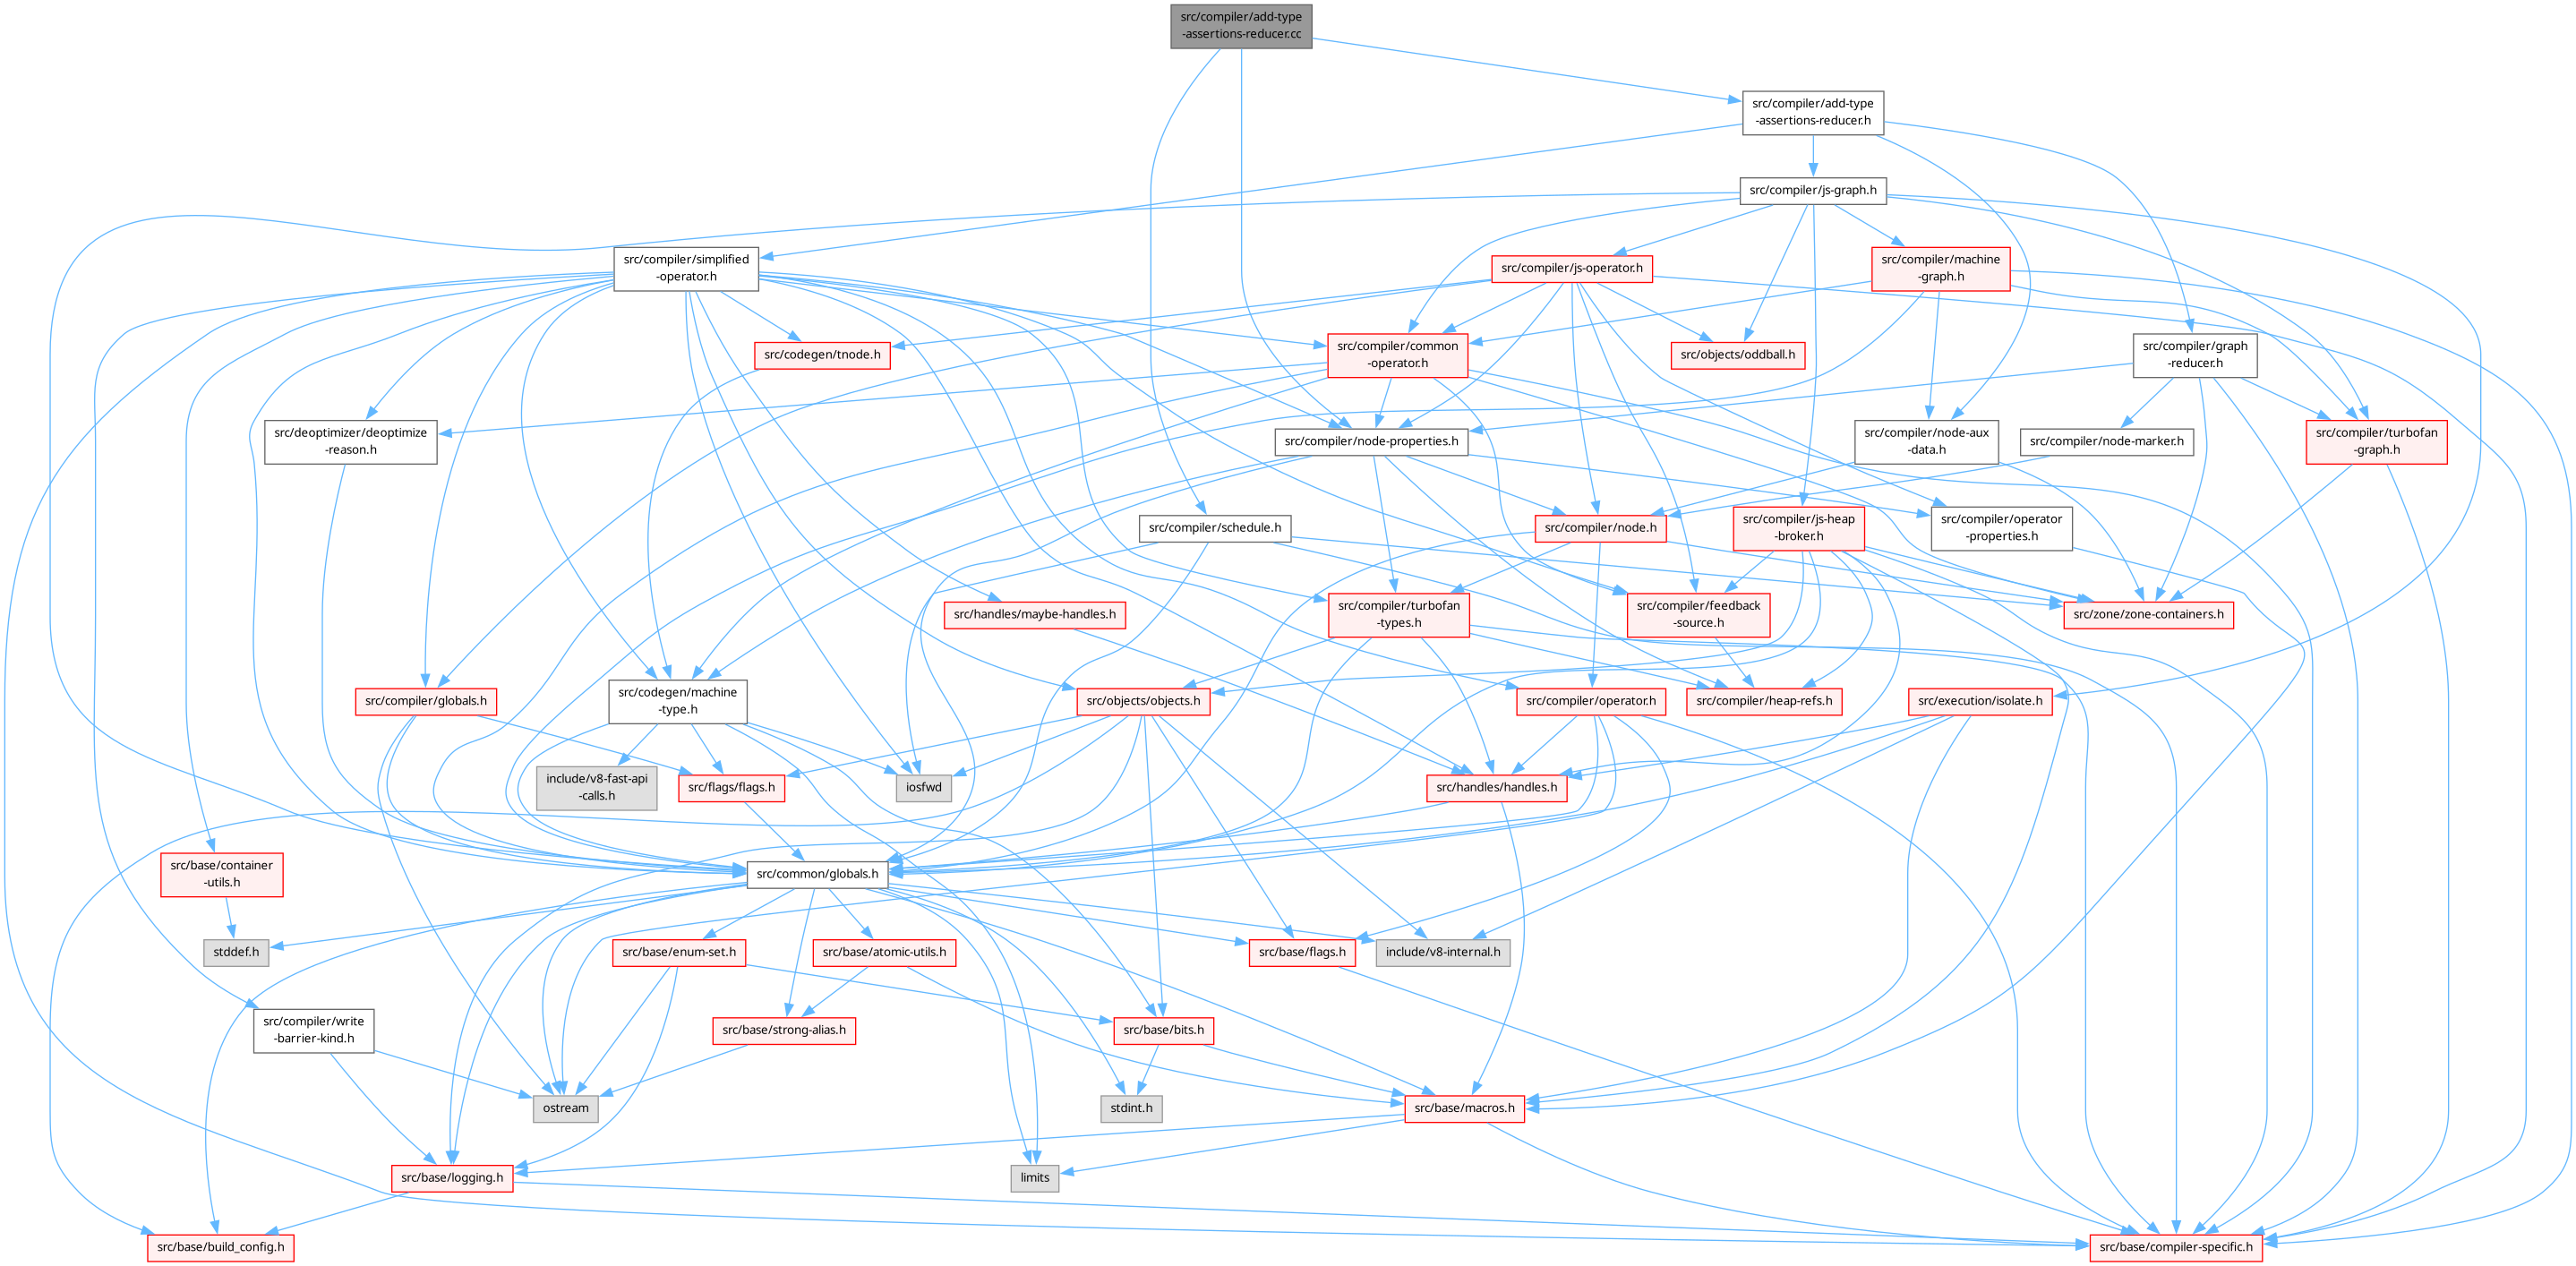 src/compiler/add-type
-assertions-reducer.cc
src/compiler/add-type
-assertions-reducer.h
src/compiler/js-graph.h
src/compiler/simplified
-operator.h
src/compiler/js-operator.h
src/compiler/machine
-graph.h
src/codegen/tnode.h
src/compiler/common
-operator.h
src/objects/oddball.h
src/compiler/graph
-reducer.h
src/deoptimizer/deoptimize
-reason.h
src/compiler/node-properties.h
src/compiler/node-aux
-data.h
src/compiler/node-marker.h
src/compiler/turbofan
-graph.h
src/compiler/schedule.h
src/compiler/node.h
src/compiler/js-heap
-broker.h
src/compiler/operator
-properties.h
src/handles/maybe-handles.h
src/compiler/turbofan
-types.h
src/compiler/feedback
-source.h
src/zone/zone-containers.h
src/compiler/globals.h
src/codegen/machine
-type.h
src/objects/objects.h
src/compiler/operator.h
src/compiler/heap-refs.h
src/execution/isolate.h
include/v8-fast-api
-calls.h
src/flags/flags.h
iosfwd
src/handles/handles.h
src/base/container
-utils.h
src/common/globals.h
stddef.h
src/base/enum-set.h
src/base/atomic-utils.h
src/base/flags.h
include/v8-internal.h
src/compiler/write
-barrier-kind.h
src/base/strong-alias.h
src/base/bits.h
ostream
stdint.h
src/base/macros.h
src/base/logging.h
limits
src/base/build_config.h
src/base/compiler-specific.h